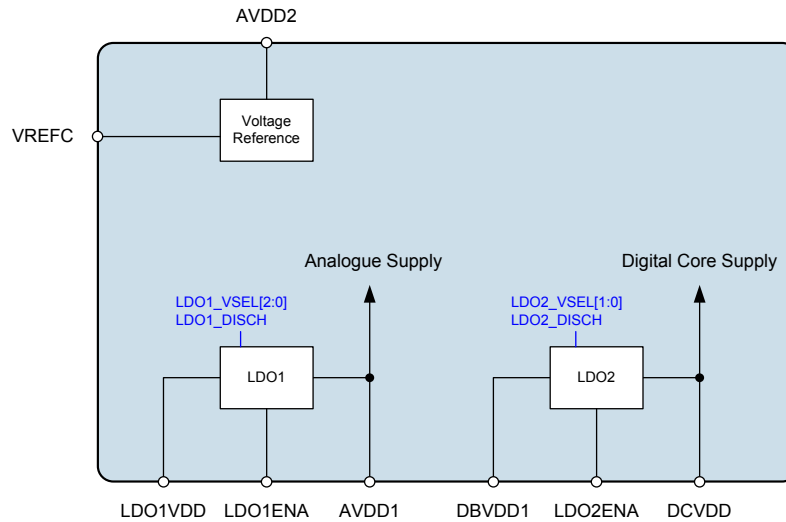 AVDD2
VREFC
Voltage
Reference
Analogue Supply
Digital Core Supply
LDO1_VSEL[2:0]
LDO1_DISCH
LDO2_VSEL[1:0]
LDO2_DISCH
LDO1
LDO2
LDO1VDD
LDO1ENA
AVDD1
DBVDD1
LDO2ENA
DCVDD